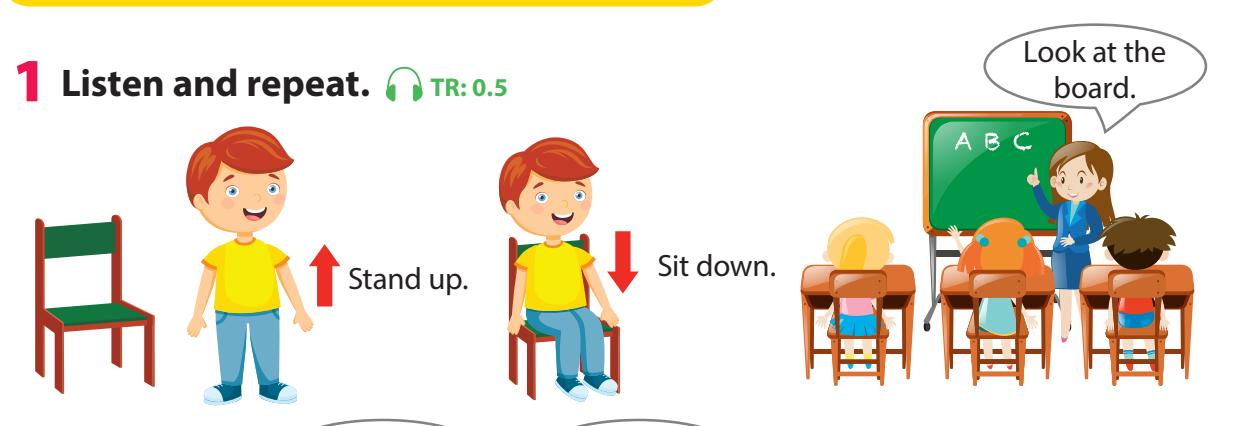 1 Listen and repeat. TR: 0.5
Look at the
board.
A B C
Stand up.
Sit down.